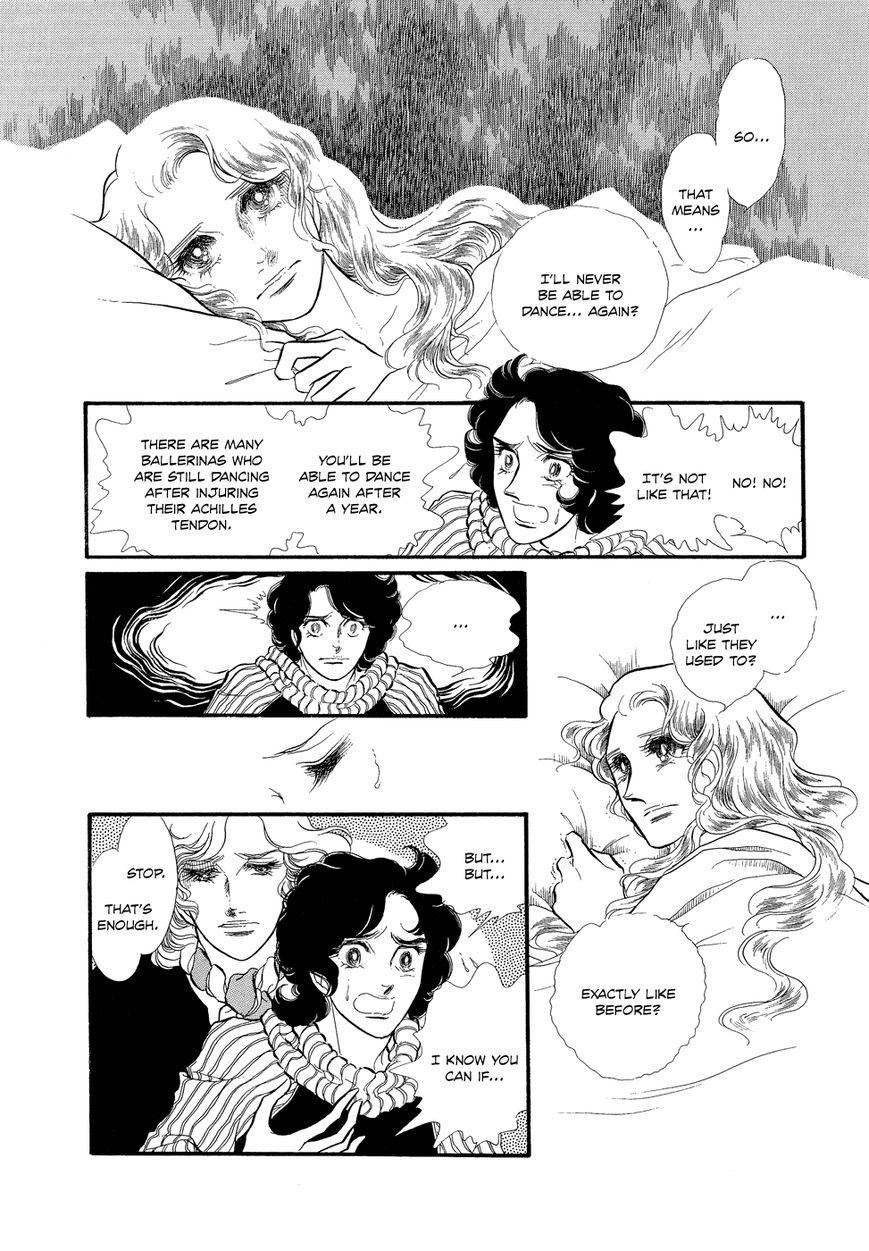 SO...
THAT
MEANS
...
I'LL NEVER
BE ABLE TO
DANCE... AGAIN?
NO! NO!
IT'S NOT
LIKE THAT!
YOU'LL BE
ABLE TO DANCE
AGAIN AFTER
A YEAR.
THERE ARE MANY
BALLERINAS WHO
ARE STILL DANCING
AFTER INJURING
THEIR ACHILLES
TENDON.
...
JUST
LIKE THEY
USED TO?
...
EXACTLY LIKE
BEFORE?
BUT...
BUT...
I KNOW YOU
CAN IF...
STOP.
THAT'S
ENOUGH.